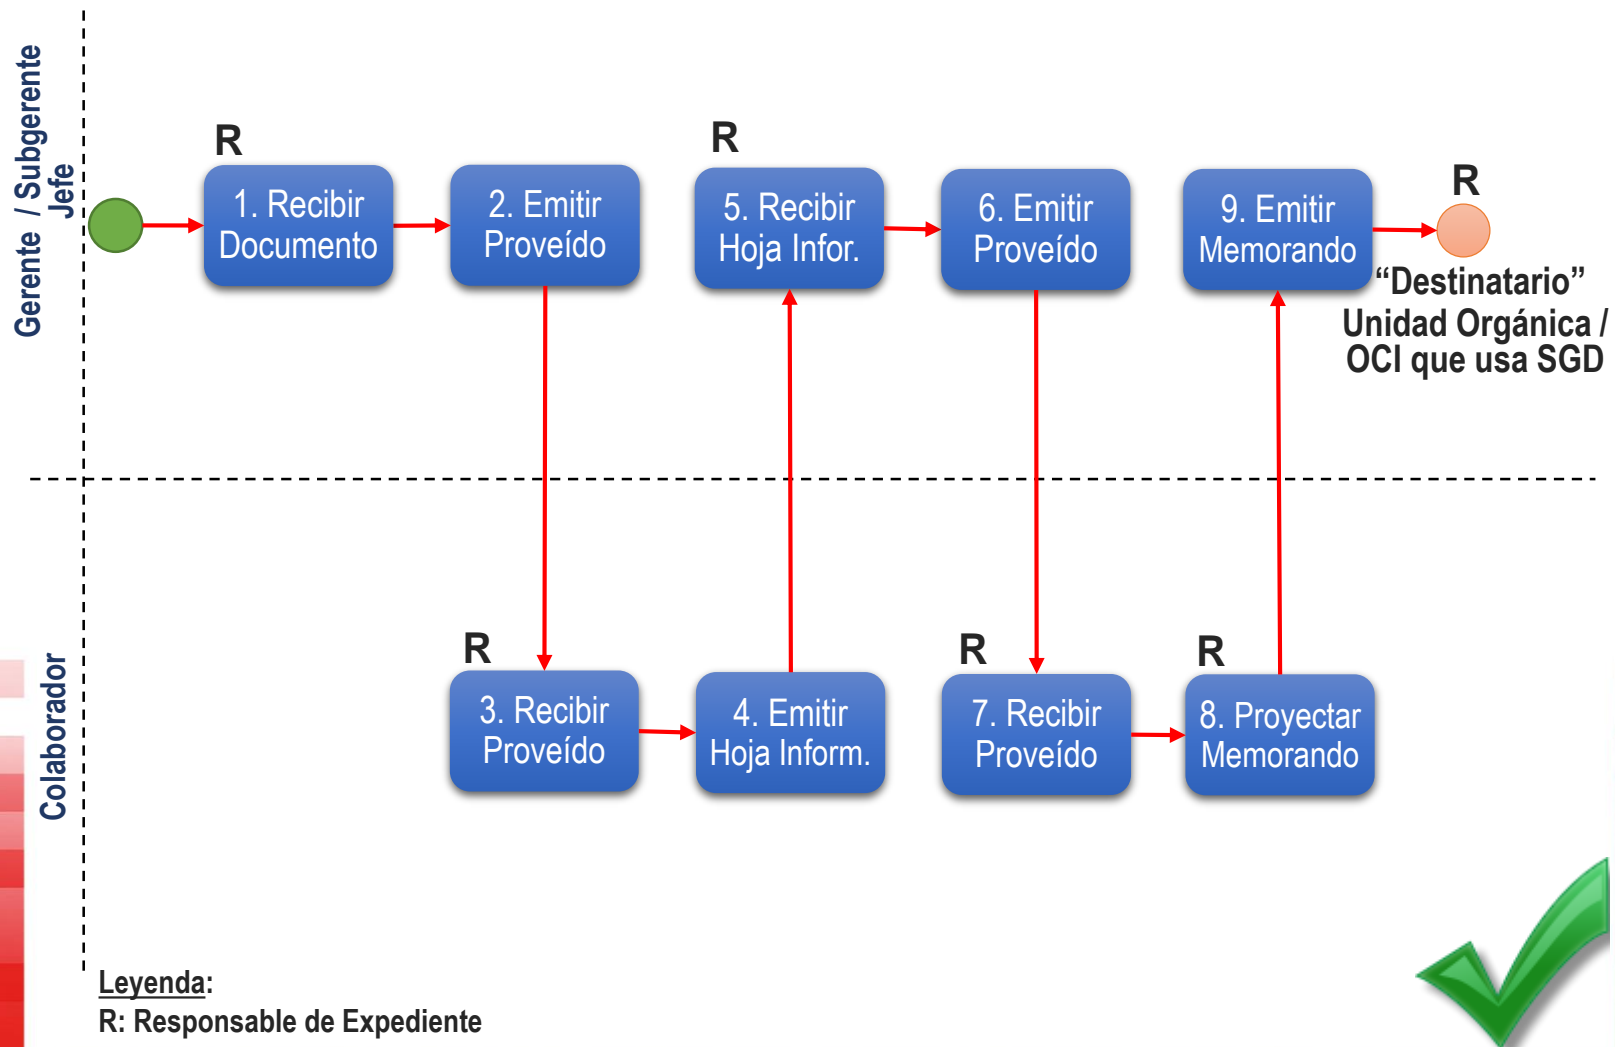 Gerente / Subgerente
Jefe
R
1. Recibir
Documento
2. Emitir
Proveído
R
5. Recibir
Hoja Infor.
6. Emitir
Proveído
9. Emitir
Memorando
R
“Destinatario”
Unidad Orgánica /
OCI que usa SGD
Colaborador
R
3. Recibir
Proveído
4. Emitir
Hoja Inform.
R
7. Recibir
Proveído
R
8. Proyectar
Memorando
Leyenda:
R: Responsable de Expediente